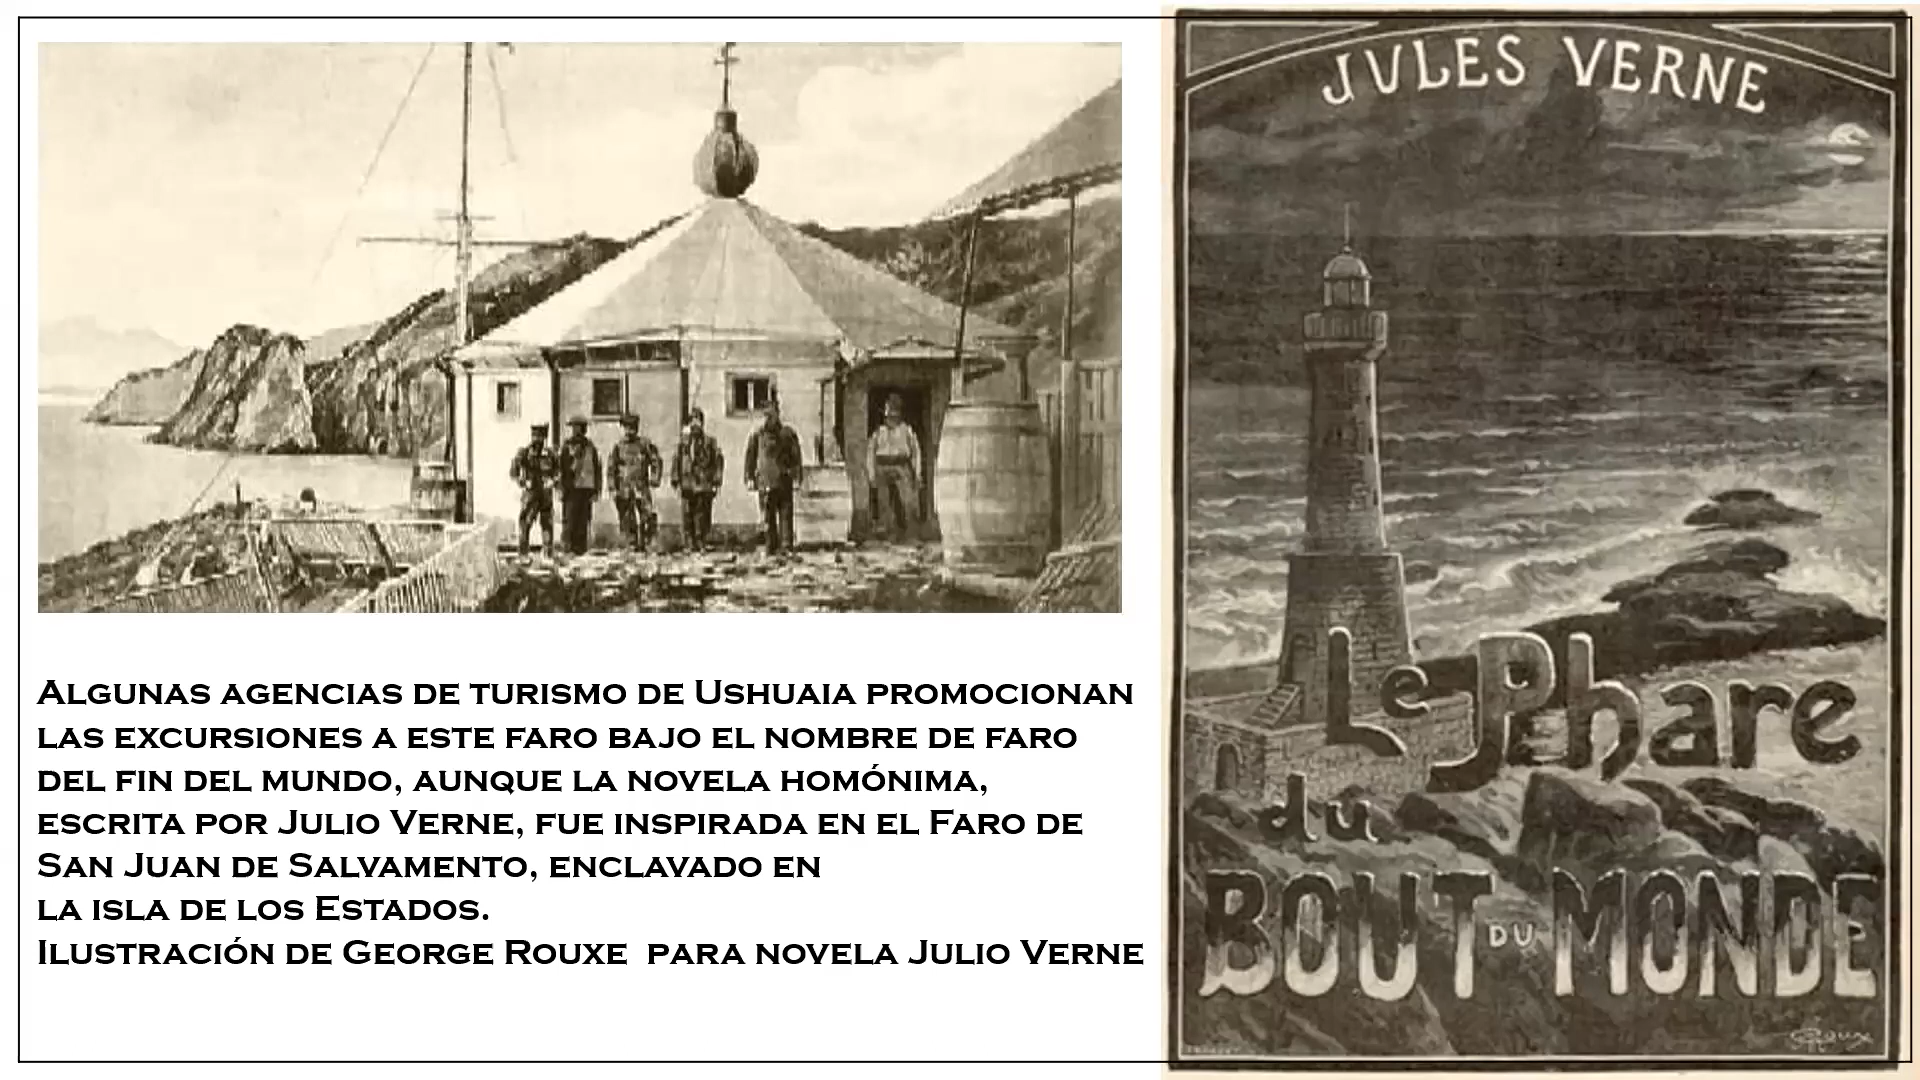 ALGUNAS AGENCIAS DE TURISMO DE USHUAIA PROMOCIONAN
LAS EXCURSIONES A ESTE FARO BAJO EL NOMBRE DE FARO
DEL FIN DEL MUNDO, AUNQUE LA NOVELA HOMÓNIMA,
ESCRITA POR JULIO VERNE, FUE INSPIRADA EN EL FARO DE
SAN JUAN DE SALVAMENTO, ENCLAVADO EN
LA ISLA DE LOS ESTADOS.
ILUSTRACIÓN DE GEORGE ROUXE PARA NOVELA JULIO VERNE
JULES VERNE
Le Phare
du
BOUT DU MONDE
Roux